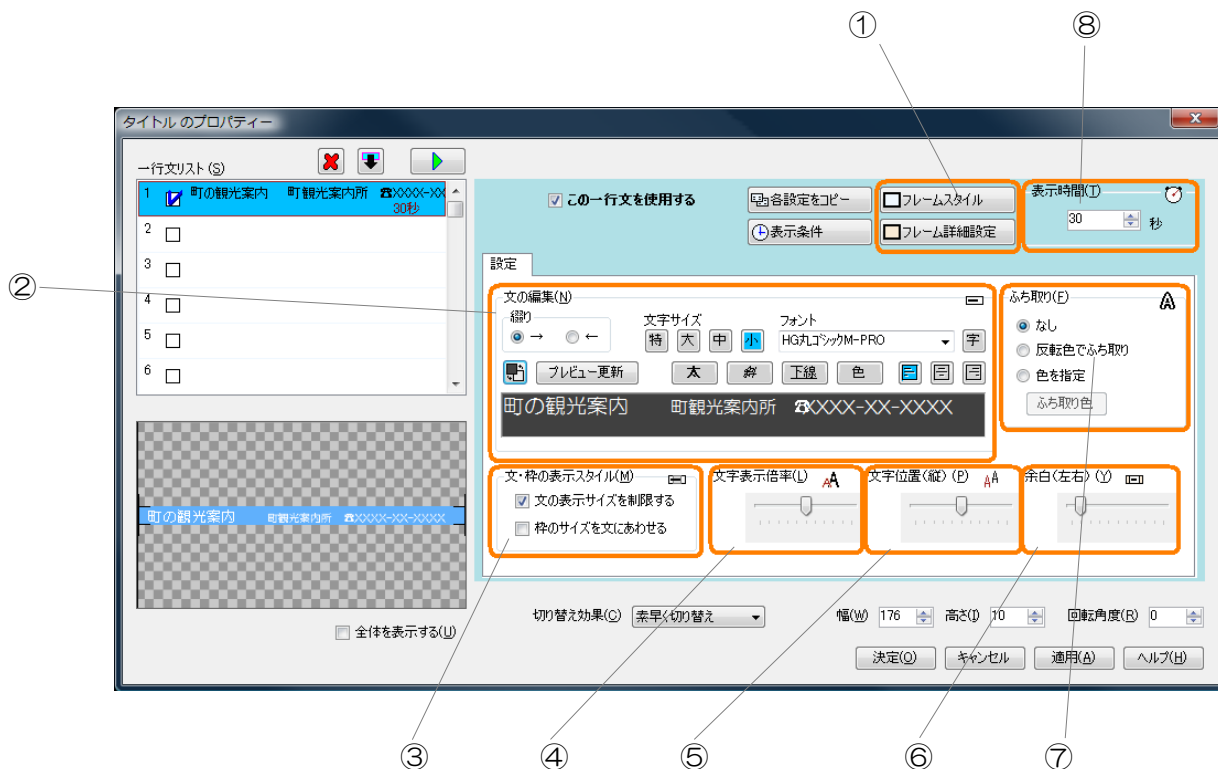 ① ⑧
タイトル のプロパティー
一行文リスト(S)
1 町の観光案内 町観光案内所 ☎XXXX-XX
30秒
2
3
4
5
6
この一行文を使用する
各設定をコピー
フレームスタイル
表示条件
フレーム詳細設定
表示時間(T)
30 秒
設定
②
文の編集(N)
綴り
→ ←
文字サイズ
特 大 中 小
フォント
HG丸ゴシックM-PRO 字
プレビュー更新 太 斜 下線 色
町の観光案内 町観光案内所 ☎XXXX-XX-XXXX
ふち取り(F)
なし
反転色でふち取り
色を指定
ふち取り色
文・枠の表示スタイル(M)
文の表示サイズを制限する
枠のサイズを文にあわせる
文字表示倍率(L) AA
文字位置(縦) (P) AA
余白(左右) (Y)
町の観光案内 町観光案内所 ☎XXXX-XX-XXXX
全体を表示する(U)
切り替え効果(C) 素早く切り替え
幅(W) 176 高さ(I) 10 回転角度(R) 0
決定(O) キャンセル 適用(A) ヘルプ(H)
③ ④ ⑤ ⑥ ⑦